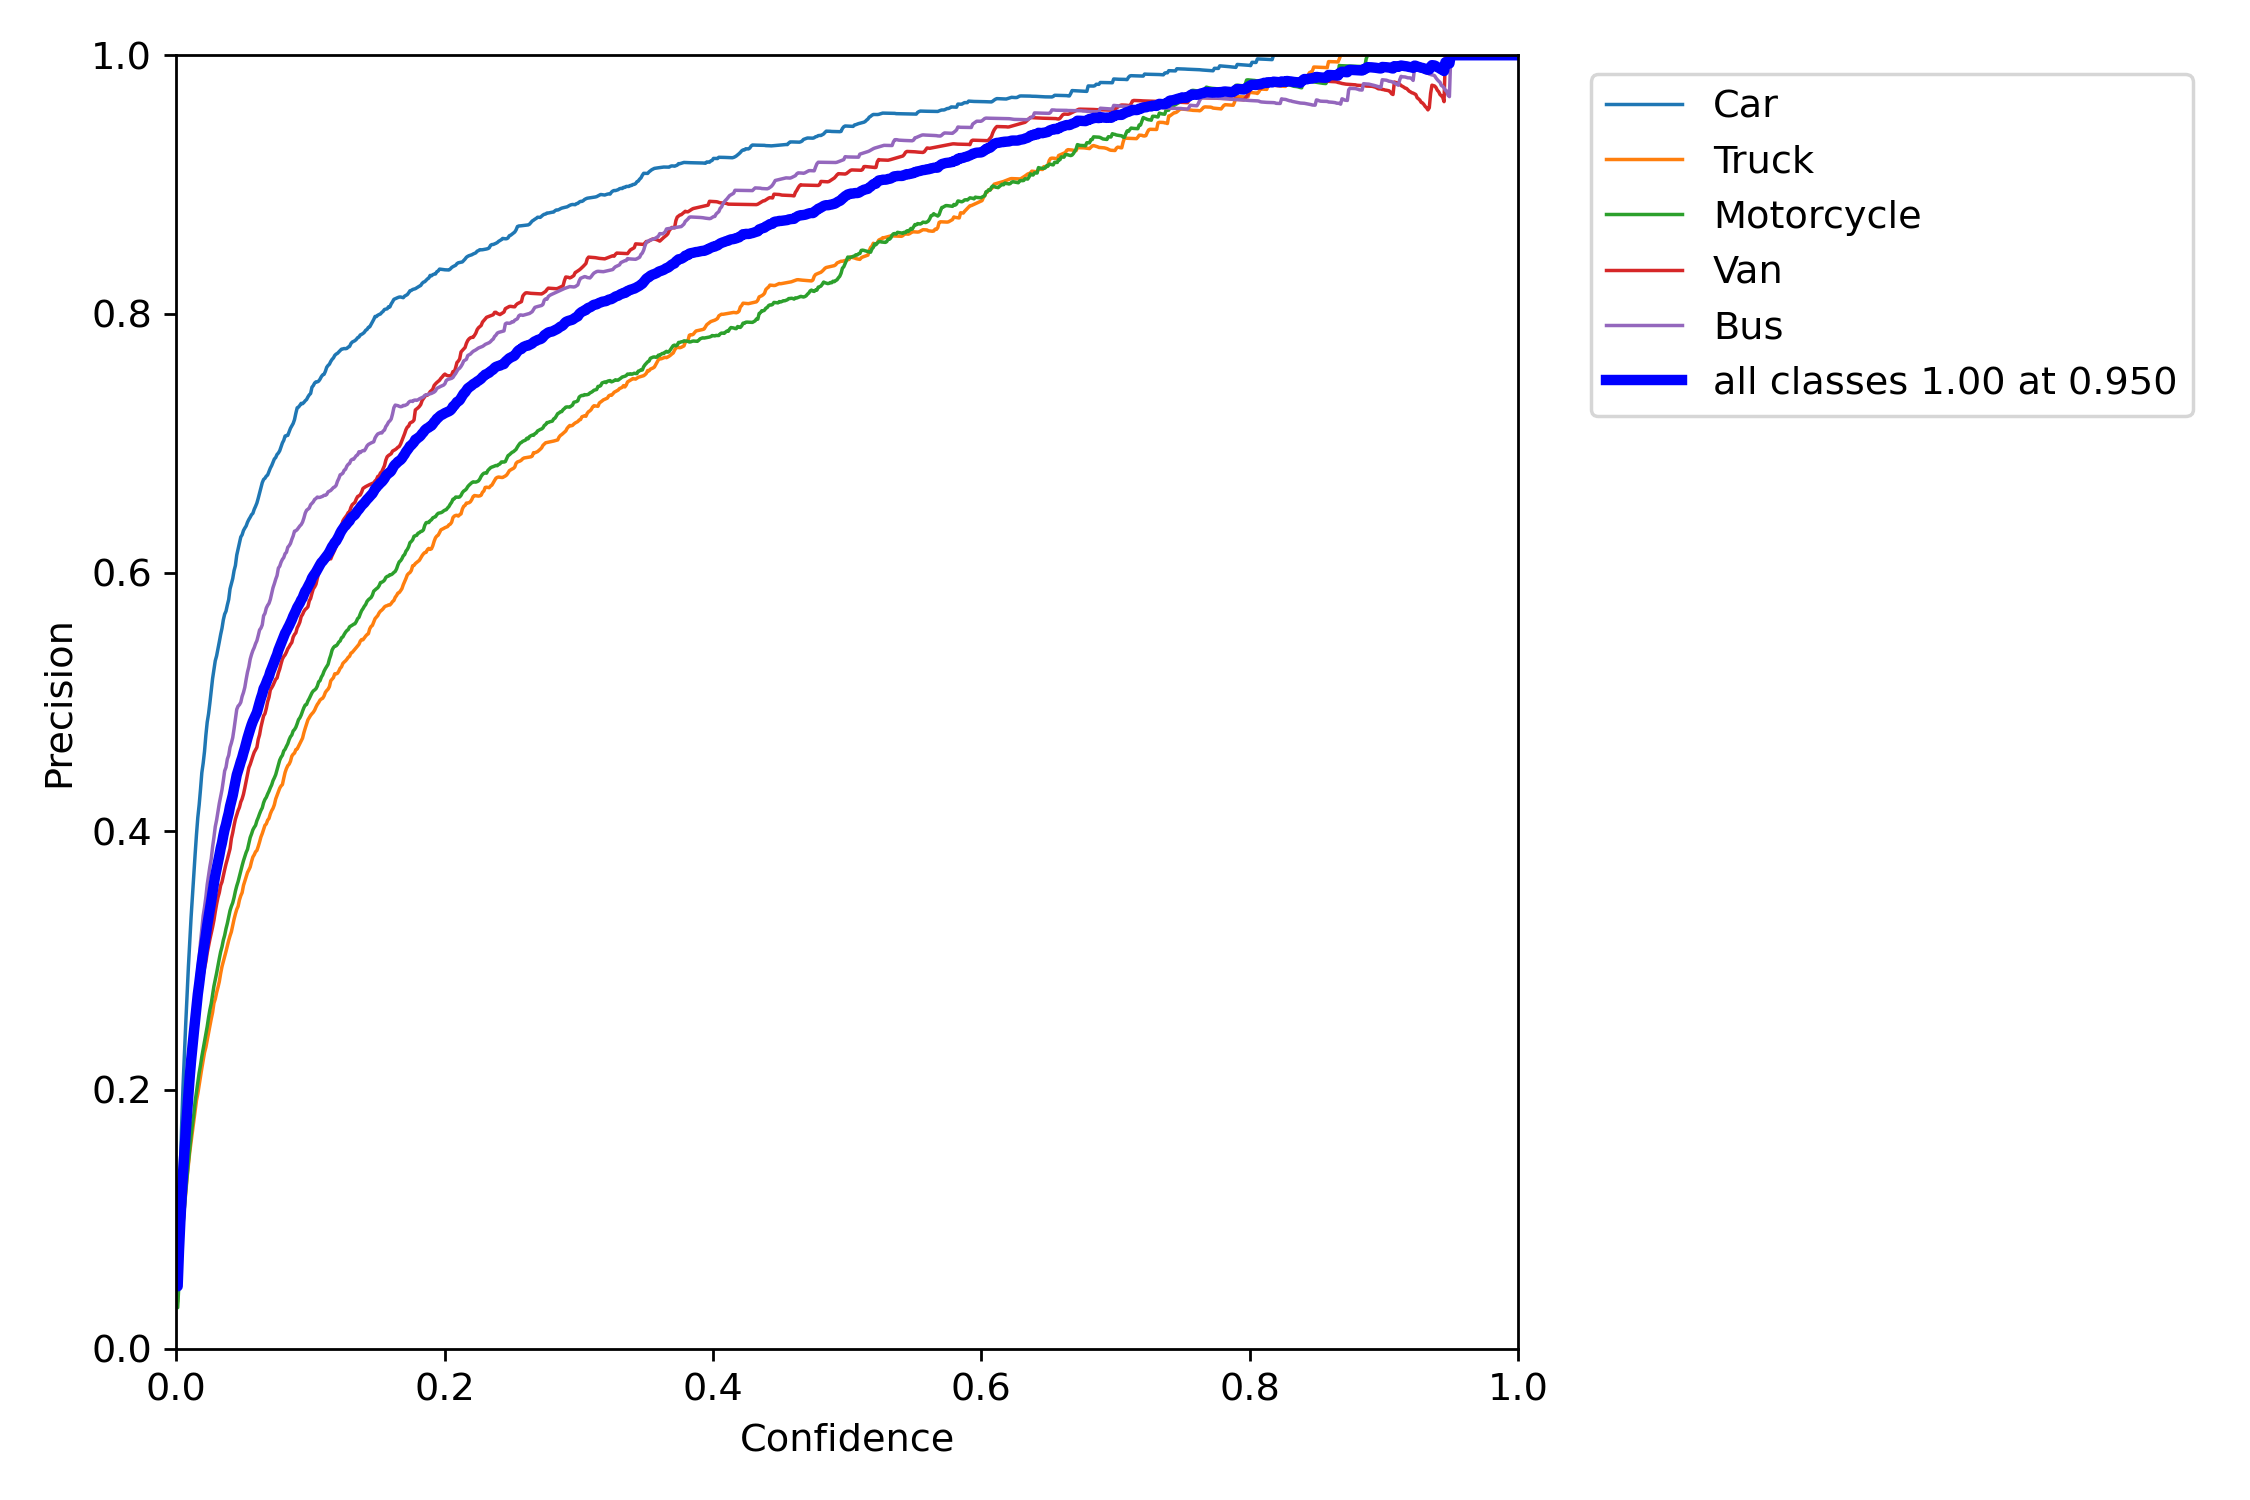 1.0
0.8
0.6
0.4
0.2
0.0
Precision
0.0 0.2 0.4 0.6 0.8 1.0
Confidence
Car
Truck
Motorcycle
Van
Bus
all classes 1.00 at 0.950